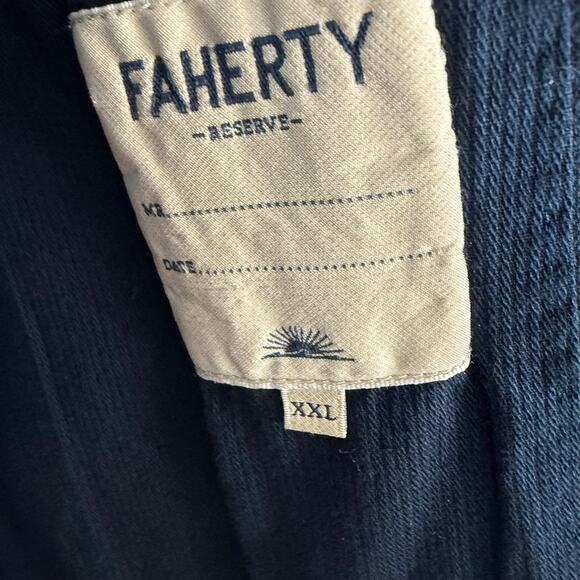 FAHERTY
-RESERVE-
MR.
DATE
XXL